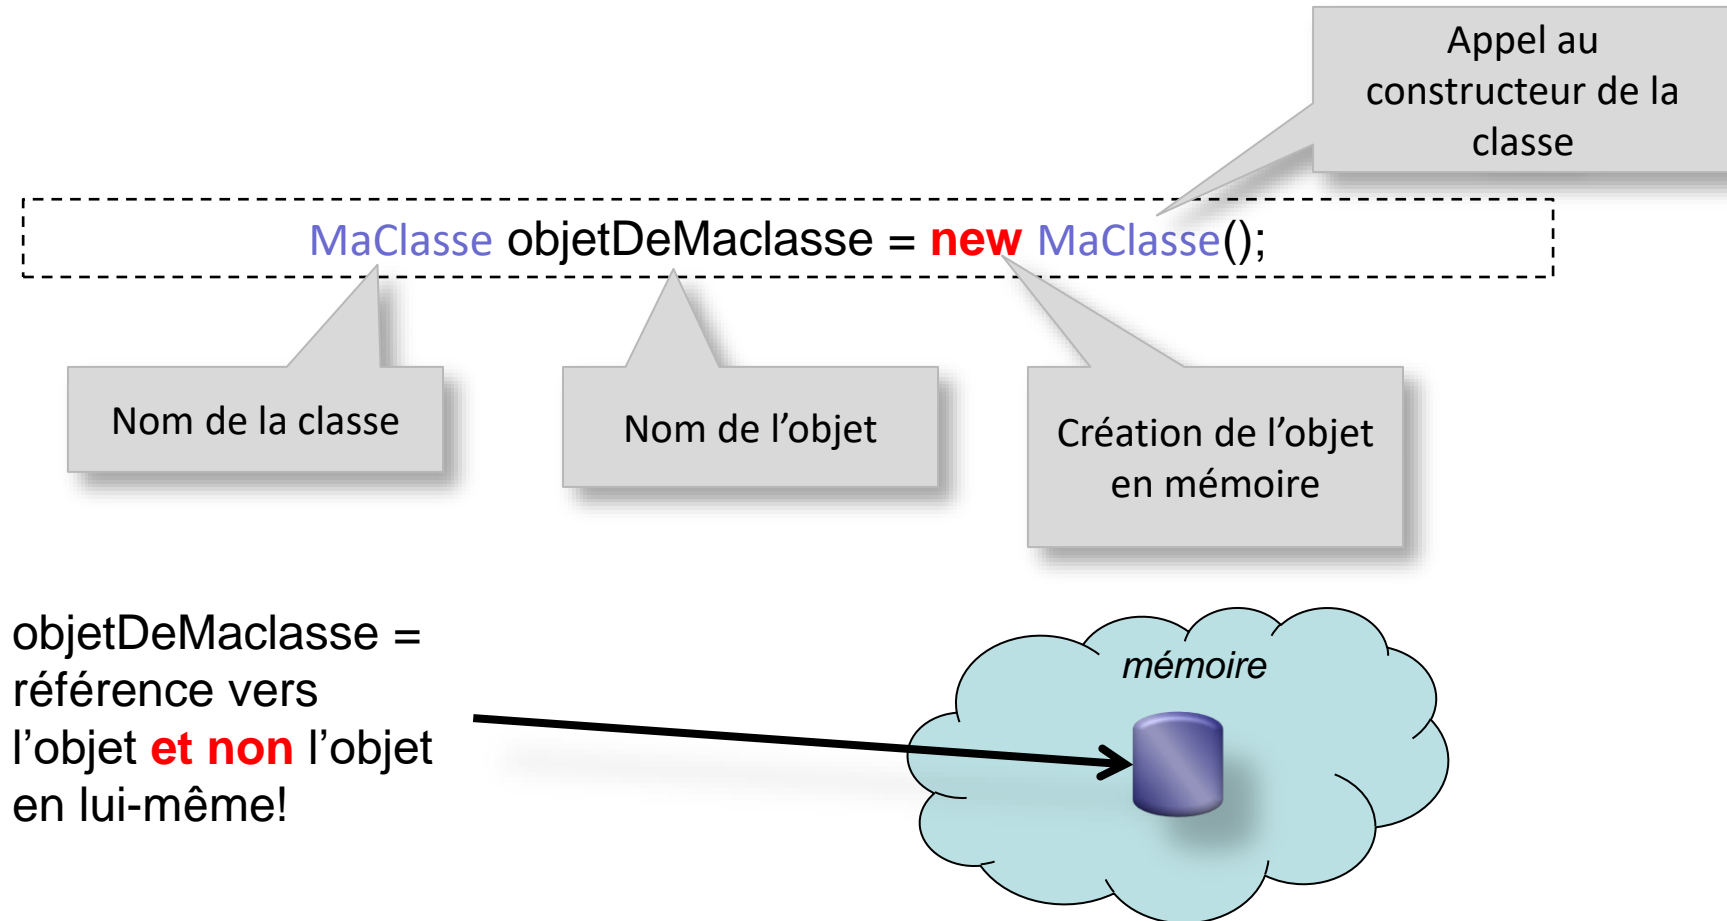 Appel au
constructeur de la
classe
MaClasse objetDeMaclasse = new MaClasse();
Nom de la classe
Nom de l’objet
Création de l’objet
en mémoire
objetDeMaclasse =
référence vers
l’objet et non l’objet
en lui-même!
mémoire